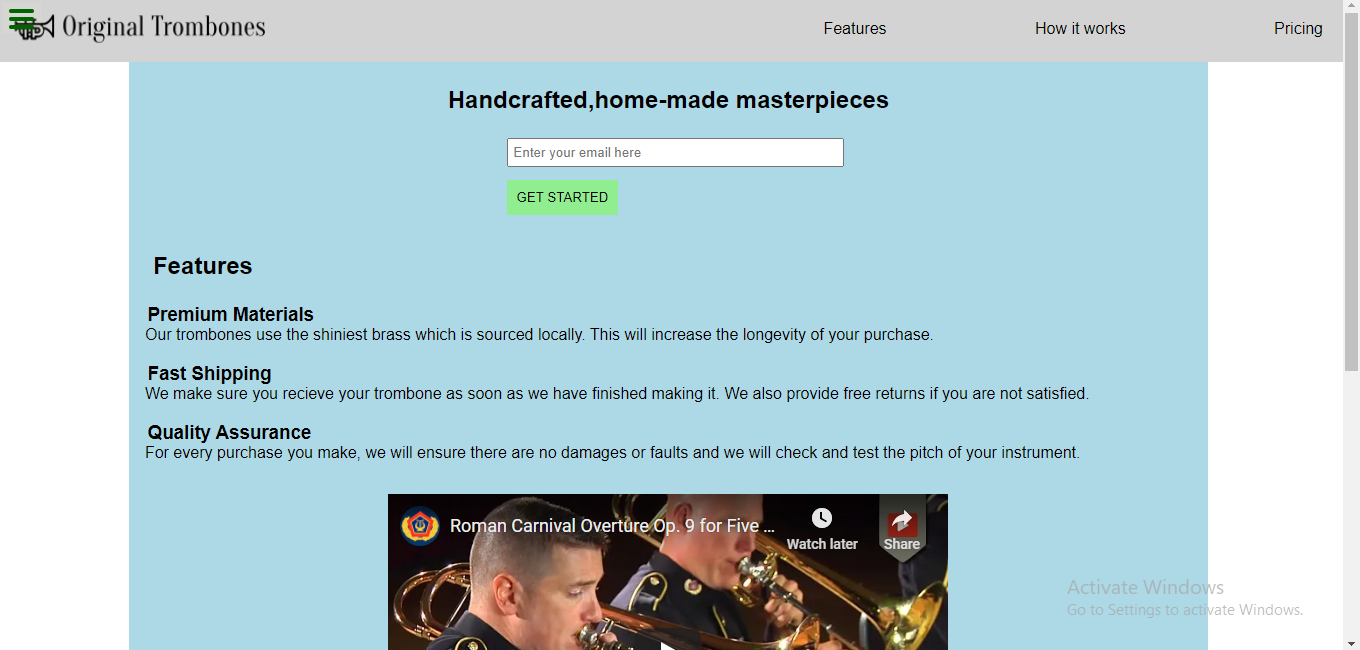 Original Trombones
Features
How it works
Pricing
Handcrafted,home-made masterpieces
Enter your email here
GET STARTED
Features
Premium Materials
Our trombones use the shiniest brass which is sourced locally. This will increase the longevity of your purchase.
Fast Shipping
We make sure you recieve your trombone as soon as we have finished making it. We also provide free returns if you are not satisfied.
Quality Assurance
For every purchase you make, we will ensure there are no damages or faults and we will check and test the pitch of your instrument.
Roman Carnival Overture Op. 9 for Five ...
Watch later
Share
Activate Windows
Go to Settings to activate Windows.